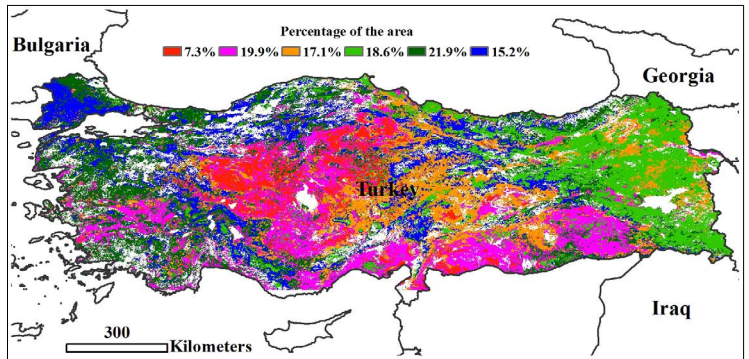 Percentage of the area
Bulgaria
7.3% 19.9% 17.1% 18.6% 21.9% 15.2%
Georgia
Turkey
Iraq
300
Kilometers